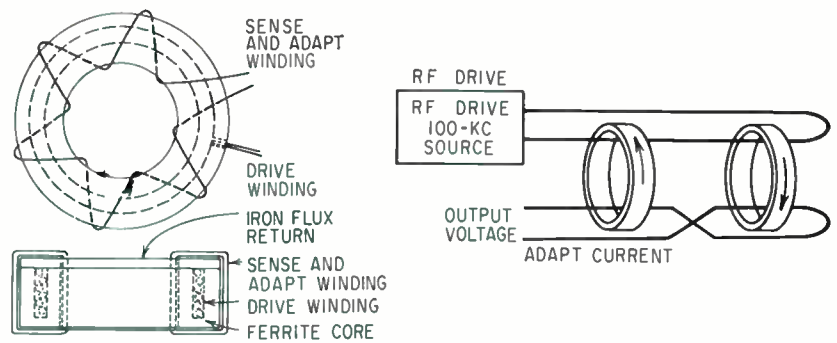 SENSE
AND ADAPT
WINDING
DRIVE
WINDING
IRON FLUX
RETURN
SENSE AND
ADAPT WINDING
DRIVE WINDING
FERRITE CORE
RF DRIVE
RF DRIVE
100-KC
SOURCE
OUTPUT
VOLTAGE
ADAPT CURRENT